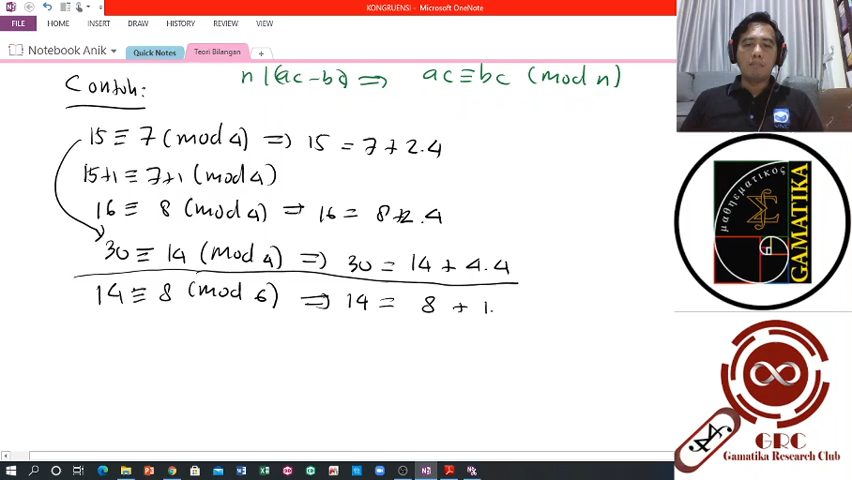 KONGRUENSI - Microsoft OneNote
FILE HOME INSERT DRAW HISTORY REVIEW VIEW
Notebook Anik Quick Notes Teori Bilangan +
Contoh: n|(ac-bc) ⟹ ac≡bc (mod n)
15 ≡ 7 (mod 4) ⟹ 15 = 7 + 2.4
15+1 ≡ 7+1 (mod 4)
16 ≡ 8 (mod 4) ⟹ 16 = 8+2.4
30 ≡ 14 (mod 4) ⟹ 30 = 14 + 4.4
14 ≡ 8 (mod 6) ⟹ 14 = 8 + 1.
VNC
μαθηεματικος
GAMATIKA
GRC
Gamatika Research Club